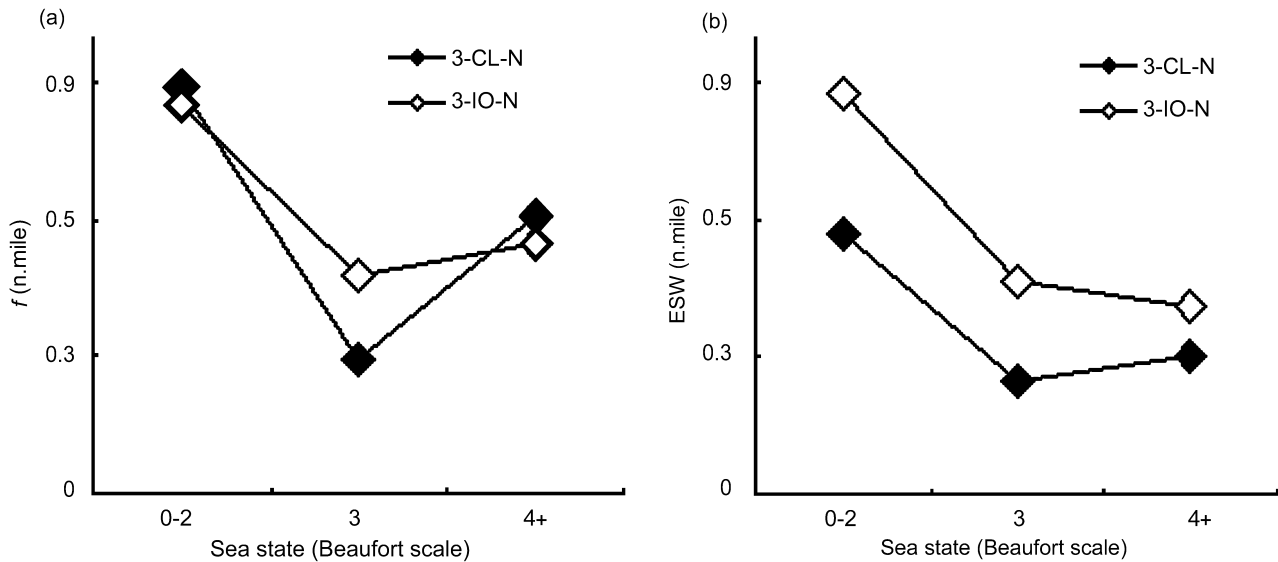 (a)
3-CL-N
3-IO-N
0.9
0.5
0.3
0
f (n.mile)
0-2
3
4+
Sea state (Beaufort scale)
(b)
3-CL-N
3-IO-N
0.9
0.5
0.3
0
ESW (n.mile)
0-2
3
4+
Sea state (Beaufort scale)